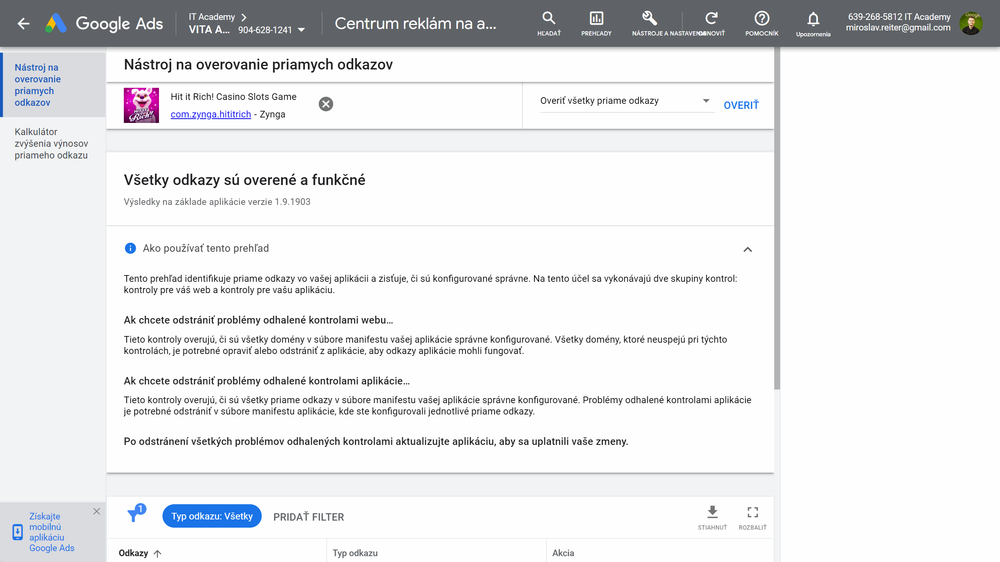 Google Ads
IT Academy
VITA A... 904-628-1241
Centrum reklám na a...
HĽADAŤ
PREHĽADY
NÁSTROJE A NASTAVENIA
OBNOVIŤ
POMOCNÍK
Upozornenia
639-268-5812 IT Academy
miroslav.reiter@gmail.com
Google
Nástroj na
overovanie
priamych
odkazov
Kalkulátor
zvýšenia výnosov
priameho odkazu
Získajte
mobilnú
aplikáciu
Google Ads
Nástroj na overovanie priamych odkazov
HIT IT
Rich!
Hit it Rich! Casino Slots Game
com.zynga.hititrich - Zynga
Overiť všetky priame odkazy
OVERIŤ
Všetky odkazy sú overené a funkčné
Výsledky na základe aplikácie verzie 1.9.1903
Ako používať tento prehľad
Tento prehľad identifikuje priame odkazy vo vašej aplikácii a zisťuje, či sú konfigurované správne. Na tento účel sa vykonávajú dve skupiny kontrol:
kontroly pre váš web a kontroly pre vašu aplikáciu.
Ak chcete odstrániť problémy odhalené kontrolami webu...
Tieto kontroly overujú, či sú všetky domény v súbore manifestu vašej aplikácie správne konfigurované. Všetky domény, ktoré neuspejú pri týchto
kontrolách, je potrebné opraviť alebo odstrániť z aplikácie, aby odkazy aplikácie mohli fungovať.
Ak chcete odstrániť problémy odhalené kontrolami aplikácie...
Tieto kontroly overujú, či sú všetky priame odkazy v súbore manifestu vašej aplikácie správne konfigurované. Problémy odhalené kontrolami aplikácie
je potrebné odstrániť v súbore manifestu aplikácie, kde ste konfigurovali jednotlivé priame odkazy.
Po odstránení všetkých problémov odhalených kontrolami aktualizujte aplikáciu, aby sa uplatnili vaše zmeny.
1
Typ odkazu: Všetky
PRIDAŤ FILTER
STIAHNUŤ
ROZBALIŤ
Odkazy
Typ odkazu
Akcia